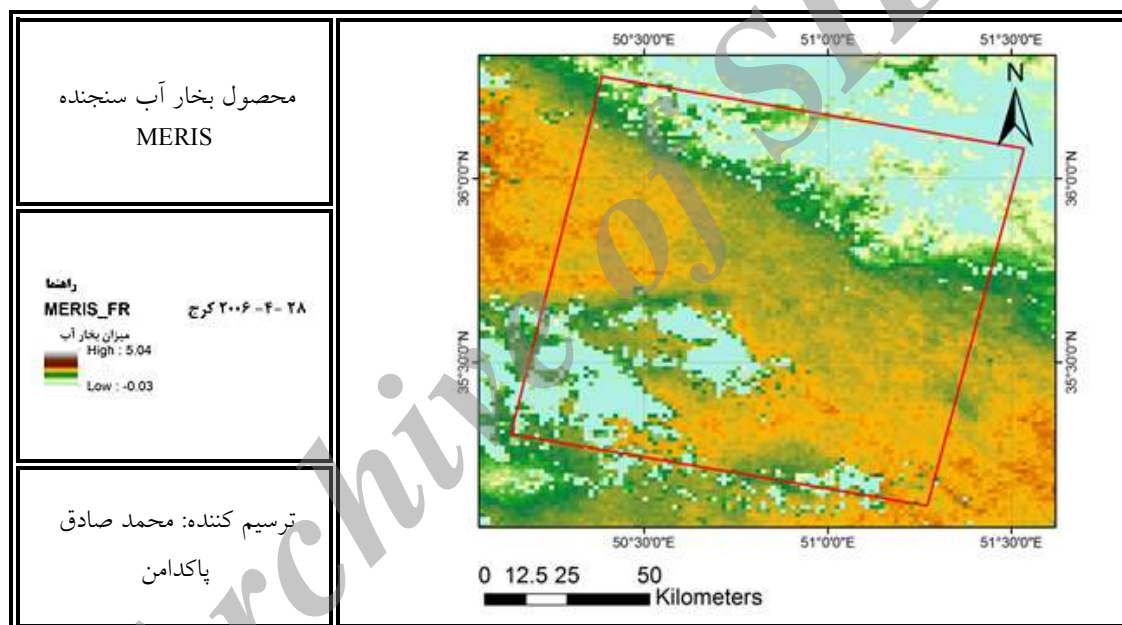 محصول بخار آب سنجنده
MERIS
راهنما
MERIS_FR
۲۸ -۴- ۲۰۰۶ کرج
میزان بخار آب
High : 5.04
Low : -0.03
ترسیم کننده: محمد صادق
پاکدامن
50°30'0"E 51°0'0"E 51°30'0"E
N
36°0'0"N 36°0'0"N
35°30'0"N 35°30'0"N
50°30'0"E 51°0'0"E 51°30'0"E
0 12.5 25 50
Kilometers
Archive of